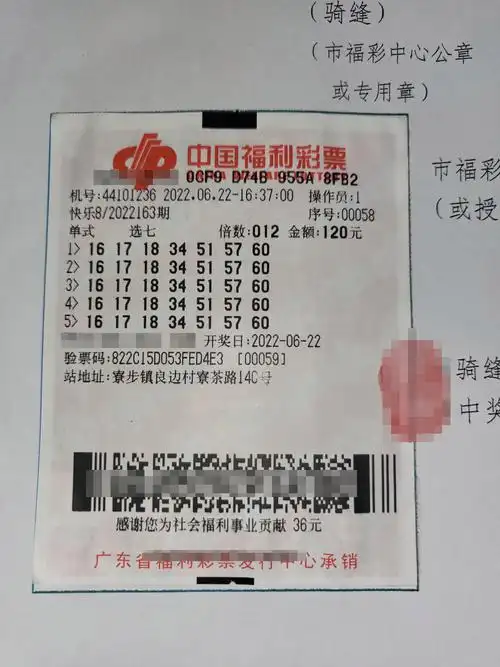 (骑缝)
(市福彩中心公章
或专用章)
中国福利彩票
0CF9 D74B 955A 8FB2
机号:44101236 2022.06.22-16:37:00 操作员:1
快乐8/2022163期 序号:00058
单式 选七 倍数:012 金额:120元
1> 16 17 18 34 51 57 60
2> 16 17 18 34 51 57 60
3> 16 17 18 34 51 57 60
4> 16 17 18 34 51 57 60
5> 16 17 18 34 51 57 60
开奖日:2022-06-22
验票码:822C15D053FED4E3 [00059]
站地址:寮步镇良边村寮茶路140号
感谢您为社会福利事业贡献 36元
广东省福利彩票发行中心承销
市福彩
(或授
骑缝
中奖